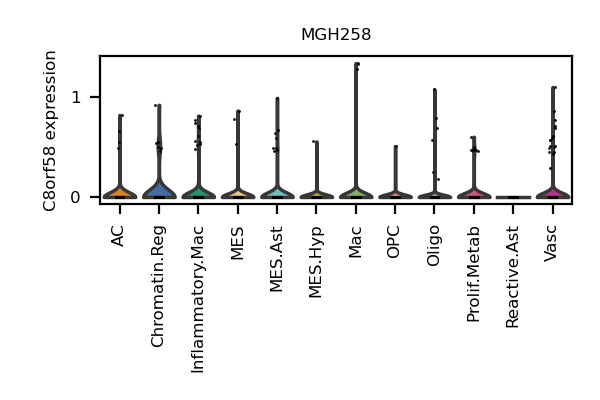 MGH258
C8orf58 expression
1
0
AC
Chromatin.Reg
Inflammatory.Mac
MES
MES.Ast
MES.Hyp
Mac
OPC
Oligo
Prolif.Metab
Reactive.Ast
Vasc